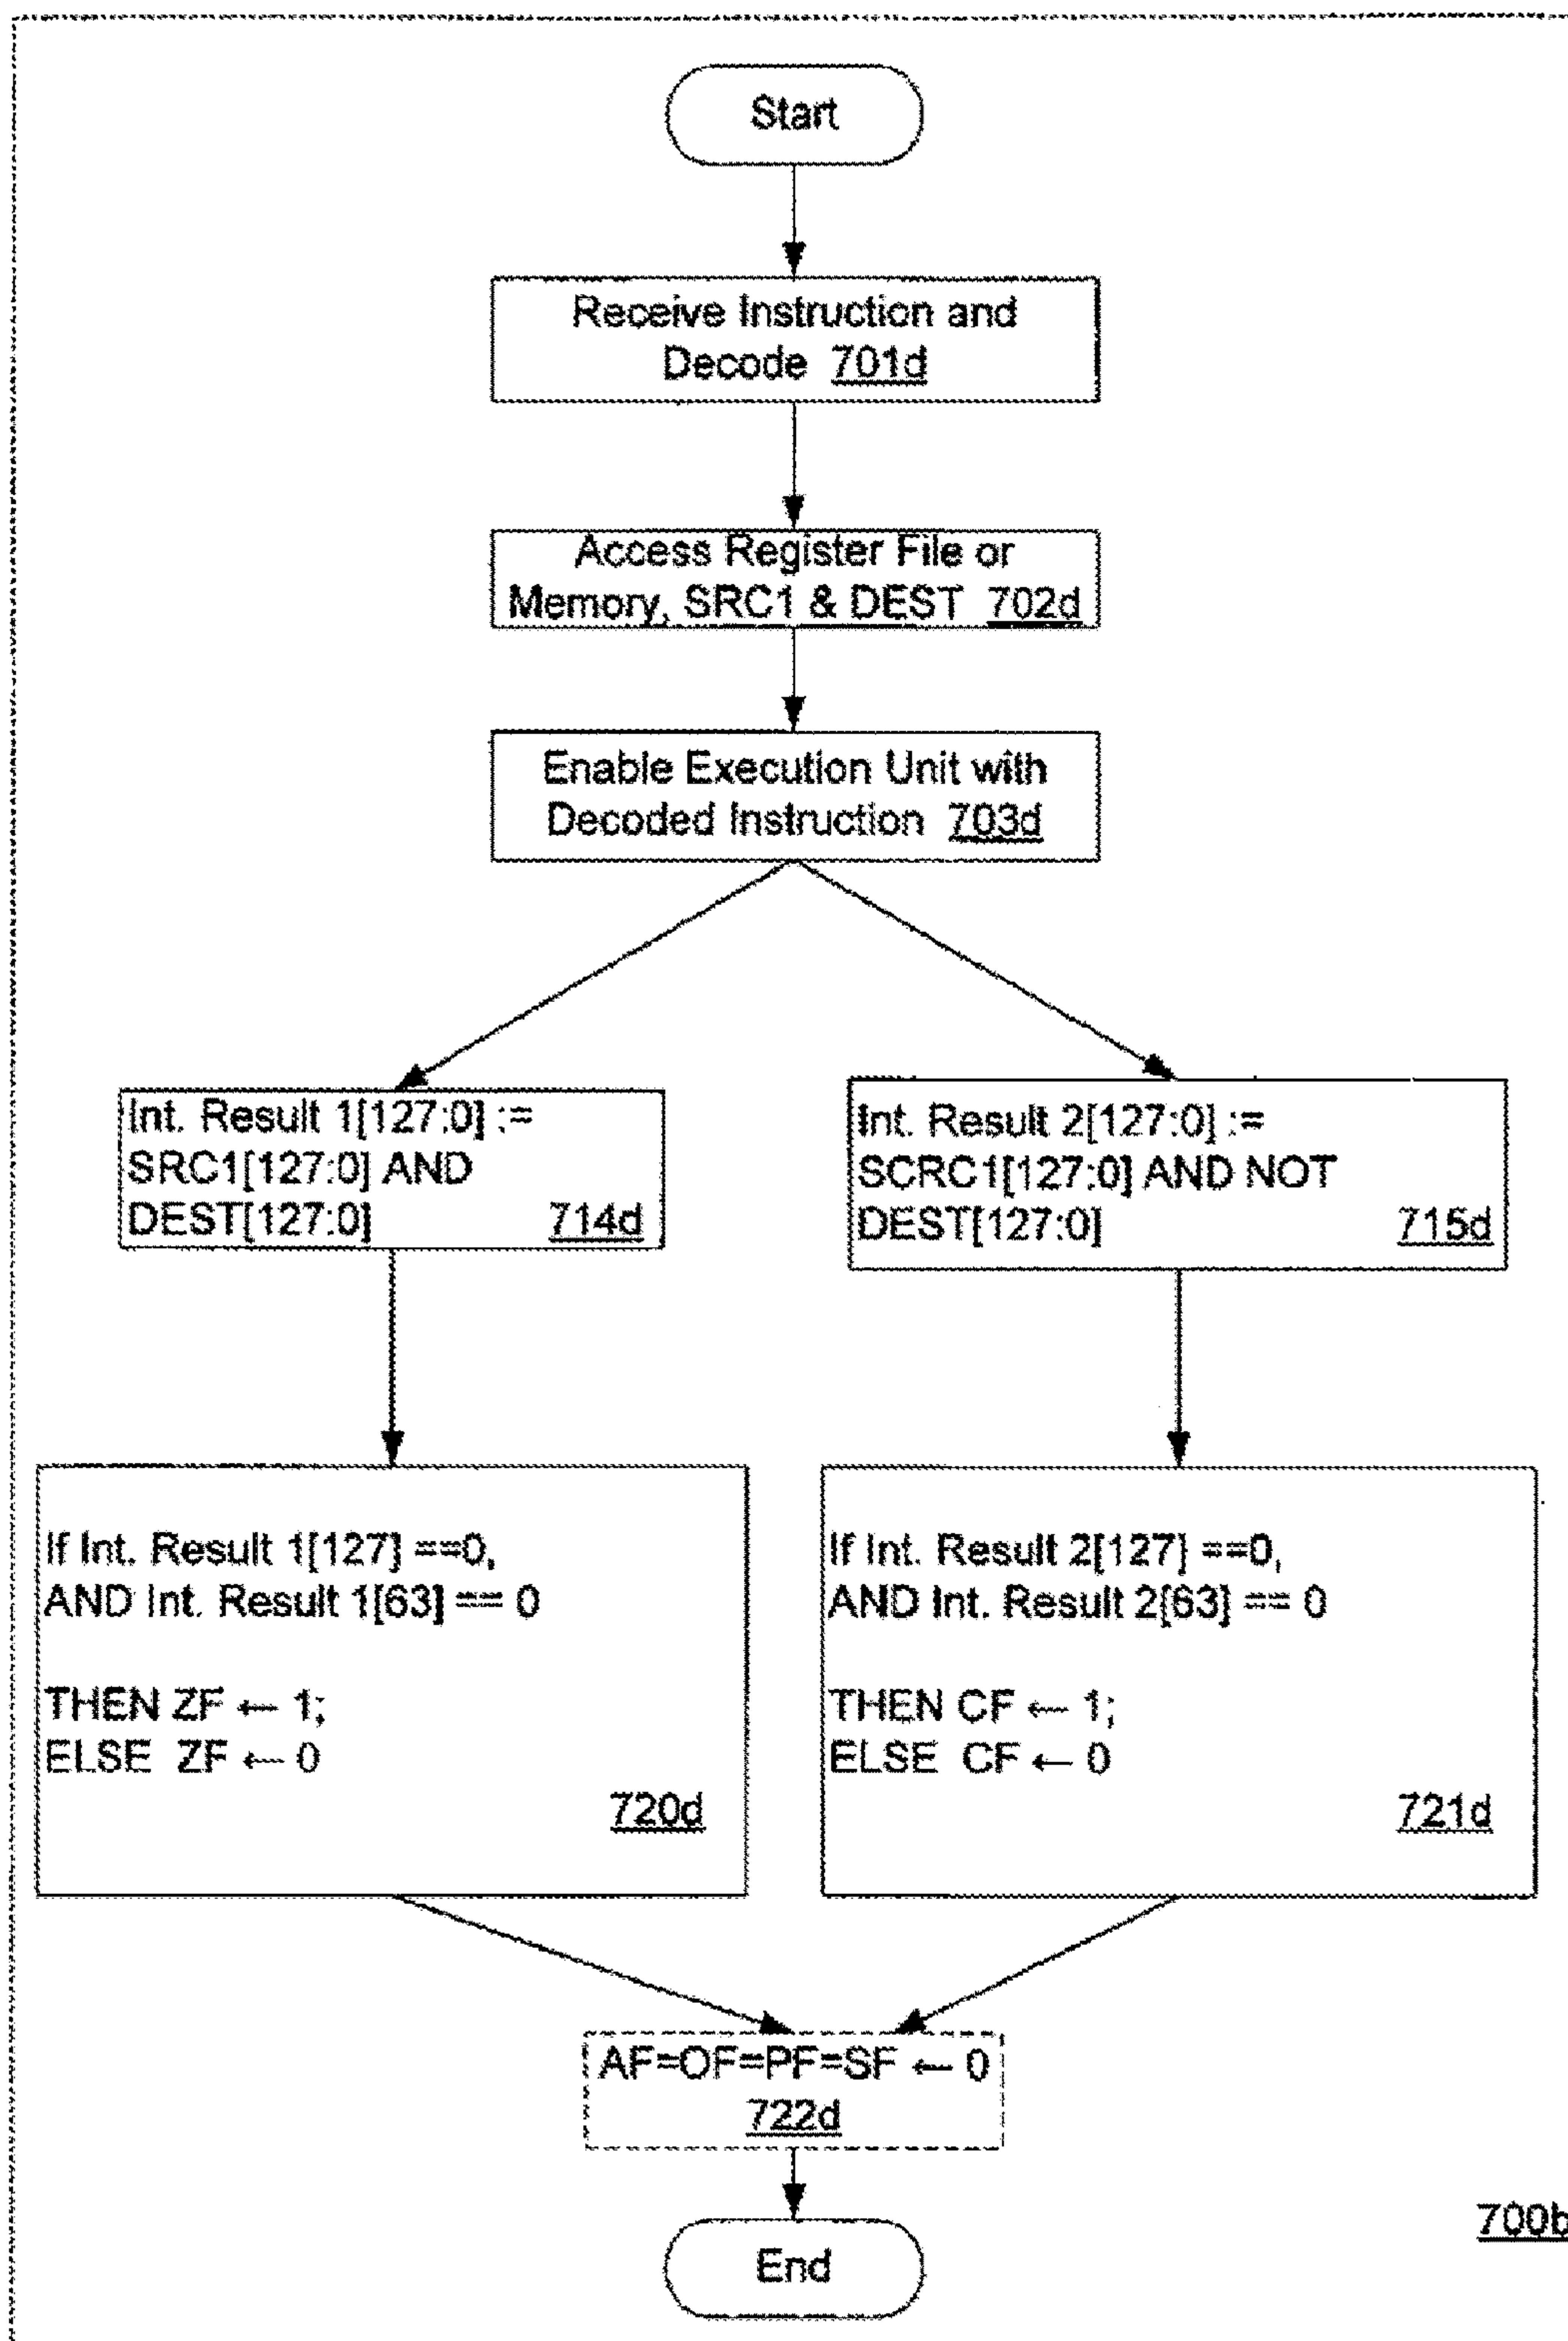 Start
Receive Instruction and
Decode 701d
Access Register File or
Memory, SRC1 & DEST 702d
Enable Execution Unit with
Decoded Instruction 703d
Int. Result 1[127:0] :=
SRC1[127:0] AND
DEST[127:0] 714d
Int. Result 2[127:0] :=
SCRC1[127:0] AND NOT
DEST[127:0] 715d
If Int. Result 1[127] ==0,
AND Int. Result 1[63] == 0
THEN ZF ← 1;
ELSE ZF ← 0
720d
If Int. Result 2[127] ==0,
AND Int. Result 2[63] == 0
THEN CF ← 1;
ELSE CF ← 0
721d
AF=OF=PF=SF ← 0
722d
End
700b